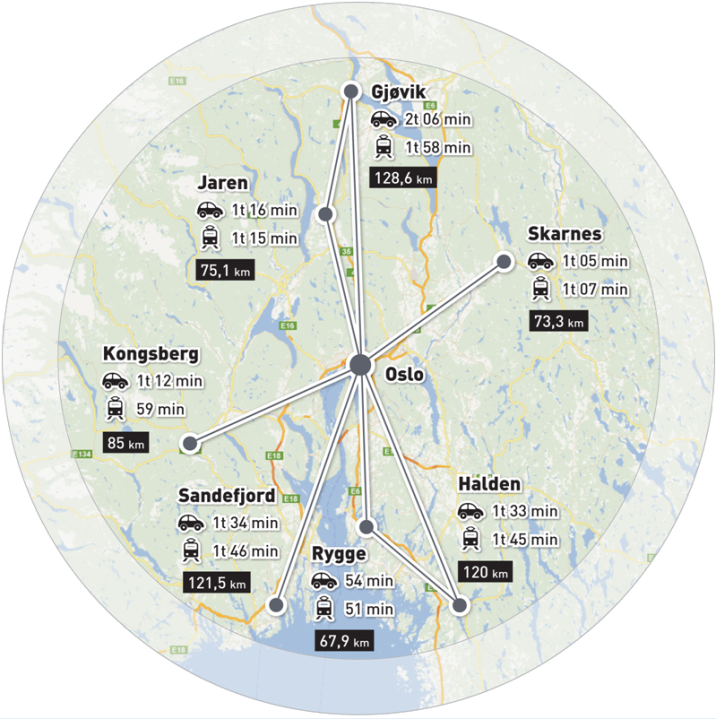 E16
Gjøvik
E6
2t 06 min
1t 58 min
128,6 km
Jaren
1t 16 min
1t 15 min
75,1 km
35
Skarnes
1t 05 min
1t 07 min
73,3 km
E16
Kongsberg
1t 12 min
59 min
85 km
Oslo
E134
E18
E6
E18
Sandefjord
1t 34 min
1t 46 min
121,5 km
Rygge
54 min
51 min
67,9 km
Halden
1t 33 min
1t 45 min
120 km
E18